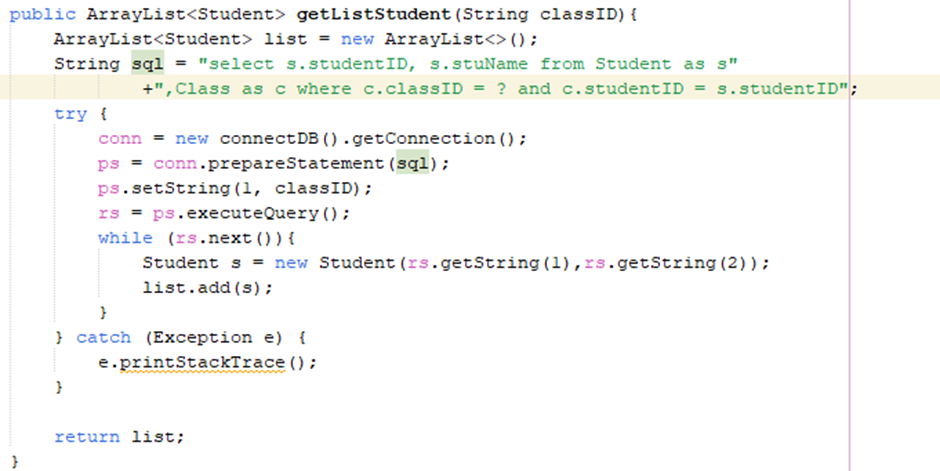 public ArrayList<Student> getListStudent(String classID){
ArrayList<Student> list = new ArrayList<>();
String sql = "select s.studentID, s.stuName from Student as s"
+",Class as c where c.classID = ? and c.studentID = s.studentID";
try {
conn = new connectDB().getConnection();
ps = conn.prepareStatement(sql);
ps.setString(1, classID);
rs = ps.executeQuery();
while (rs.next()){
Student s = new Student(rs.getString(1),rs.getString(2));
list.add(s);
}
} catch (Exception e) {
e.printStackTrace();
}
return list;
}